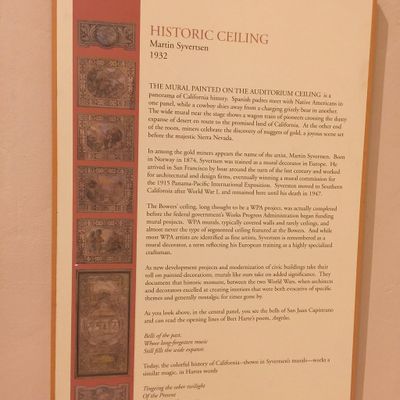 HISTORIC CEILING
Martin Syvertsen
1932
THE MURAL PAINTED ON THE AUDITORIUM CEILING is a
panorama of California history. Spanish padres meet with Native Americans in
one panel, while a cowboy shies away from a charging grizzly bear in another.
The wide mural near the stage shows a wagon train of pioneers crossing the dusty
expanse of desert en route to the promised land of California. At the other end
of the room, miners celebrate the discovery of nuggets of gold, a joyous scene set
before the majestic Sierra Nevada.
In among the gold miners appears the name of the artist, Martin Syvertsen. Born
in Norway in 1874, Syvertsen was trained as a mural decorator in Europe. He
arrived in San Francisco by boat around the turn of the last century and worked
for architectural and design firms, eventually winning a mural commission for
the 1915 Panama-Pacific International Exposition. Syvertsen moved to Southern
California after World War I, and remained here until his death in 1947.
The Bowers' ceiling, long thought to be a WPA project, was actually completed
before the federal government's Works Progress Administration began funding
mural projects. WPA murals, typically covered walls and rarely ceilings, and
almost never the type of segmented ceiling featured at the Bowers. And while
most WPA artists are identified as fine artists, Syvertsen is remembered as a
mural decorator, a term reflecting his European training as a highly specialized
craftsman.
As new development projects and modernization of civic buildings take their
toll on painted decorations, murals like ours take on added significance. They
document that historic moment, between the two World Wars, when architects
and decorators excelled at creating interiors that were both evocative of specific
themes and generally nostalgic for times gone by.
As you look above, in the central panel, you see the bells of San Juan Capistrano
and can read the opening lines of Bret Harte's poem, Angelus.
Bells of the past,
Whose long-forgotten music
Still fills the wide expanse
Today, the colorful history of California—shown in Syvertsen's murals—works a
similar magic, in Hartes words
Tingeing the sober twilight
Of the Present